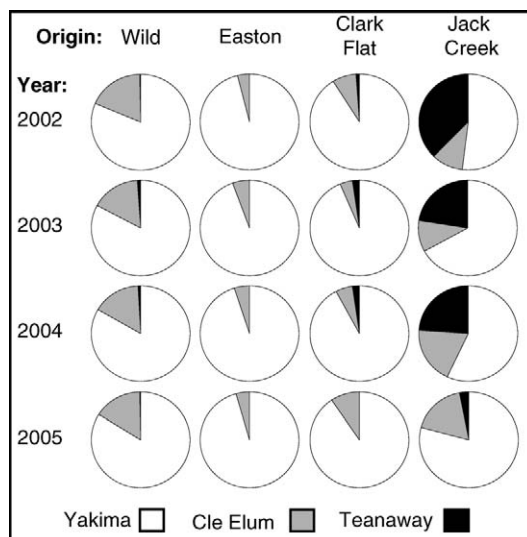 Origin: Wild Easton Clark Flat Jack Creek
Year:
2002
2003
2004
2005
Yakima Cle Elum Teanaway